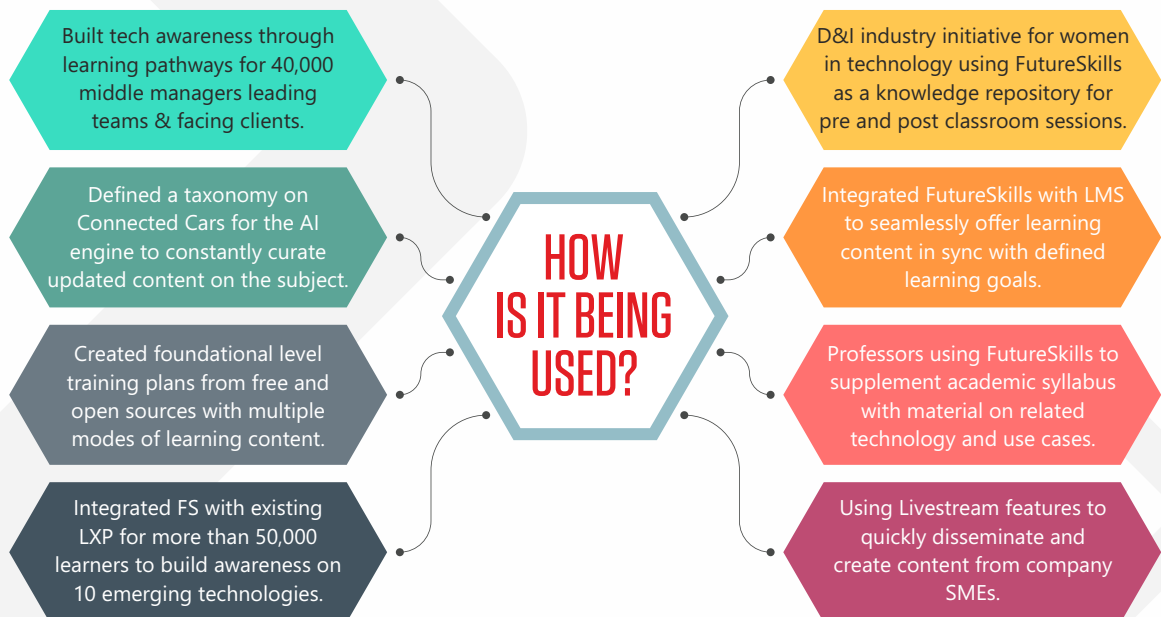 Built tech awareness through
learning pathways for 40,000
middle managers leading
teams & facing clients.
Defined a taxonomy on
Connected Cars for the AI
engine to constantly curate
updated content on the subject.
Created foundational level
training plans from free and
open sources with multiple
modes of learning content.
Integrated FS with existing
LXP for more than 50,000
learners to build awareness on
10 emerging technologies.
HOW
IS IT BEING
USED?
D&I industry initiative for women
in technology using FutureSkills
as a knowledge repository for
pre and post classroom sessions.
Integrated FutureSkills with LMS
to seamlessly offer learning
content in sync with defined
learning goals.
Professors using FutureSkills to
supplement academic syllabus
with material on related
technology and use cases.
Using Livestream features to
quickly disseminate and
create content from company
SMEs.